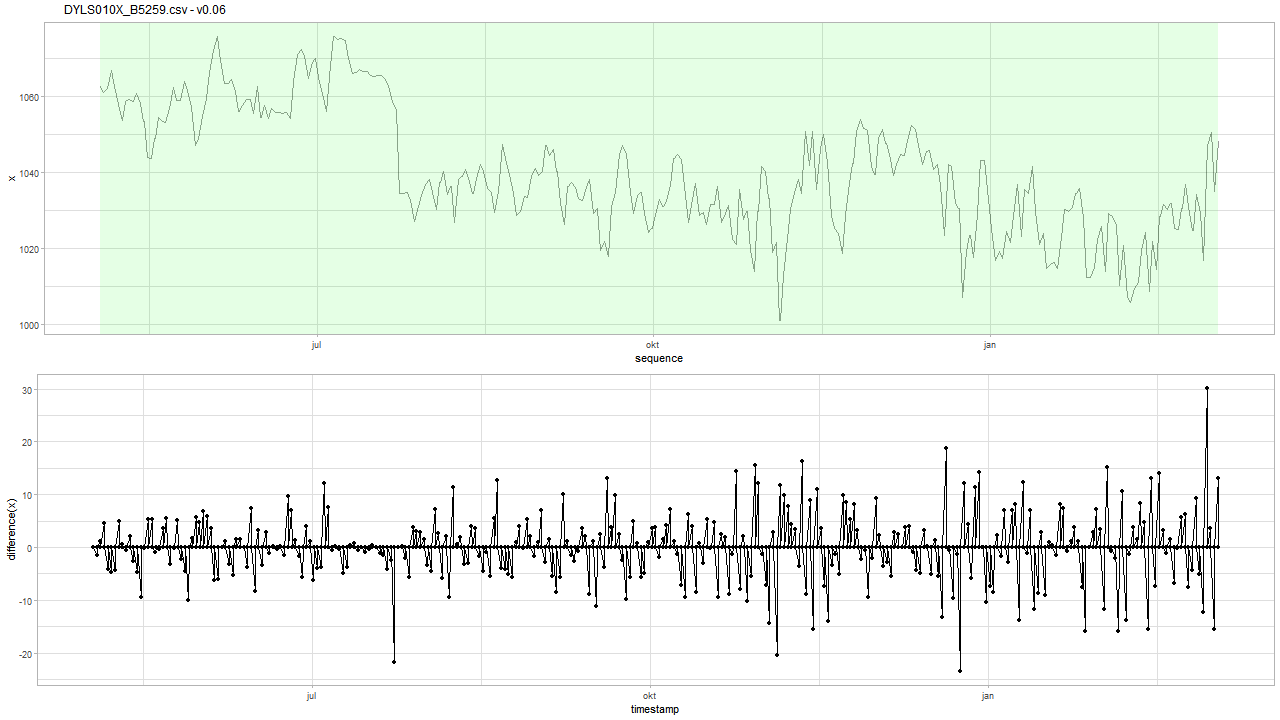 DYLS010X_B5259.csv - v0.06
x
1060
1040
1020
1000
jul
okt
jan
sequence
difference(x)
30
20
10
0
-10
-20
jul
okt
jan
timestamp